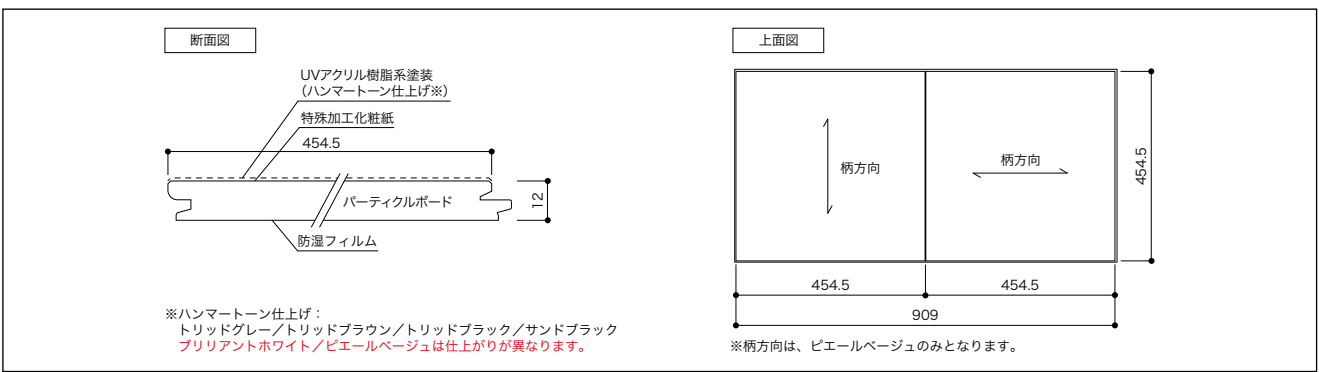 断面図
UVアクリル樹脂系塗装
（ハンマートーン仕上げ※）
特殊加工化粧紙
454.5
パーティクルボード
12
防湿フィルム
※ハンマートーン仕上げ：
トリッドグレー／トリッドブラウン／トリッドブラック／サンドブラック
ブリリアントホワイト／ピエールベージュは仕上がりが異なります。
上面図
柄方向
柄方向
454.5
454.5
454.5
909
※柄方向は、ピエールベージュのみとなります。